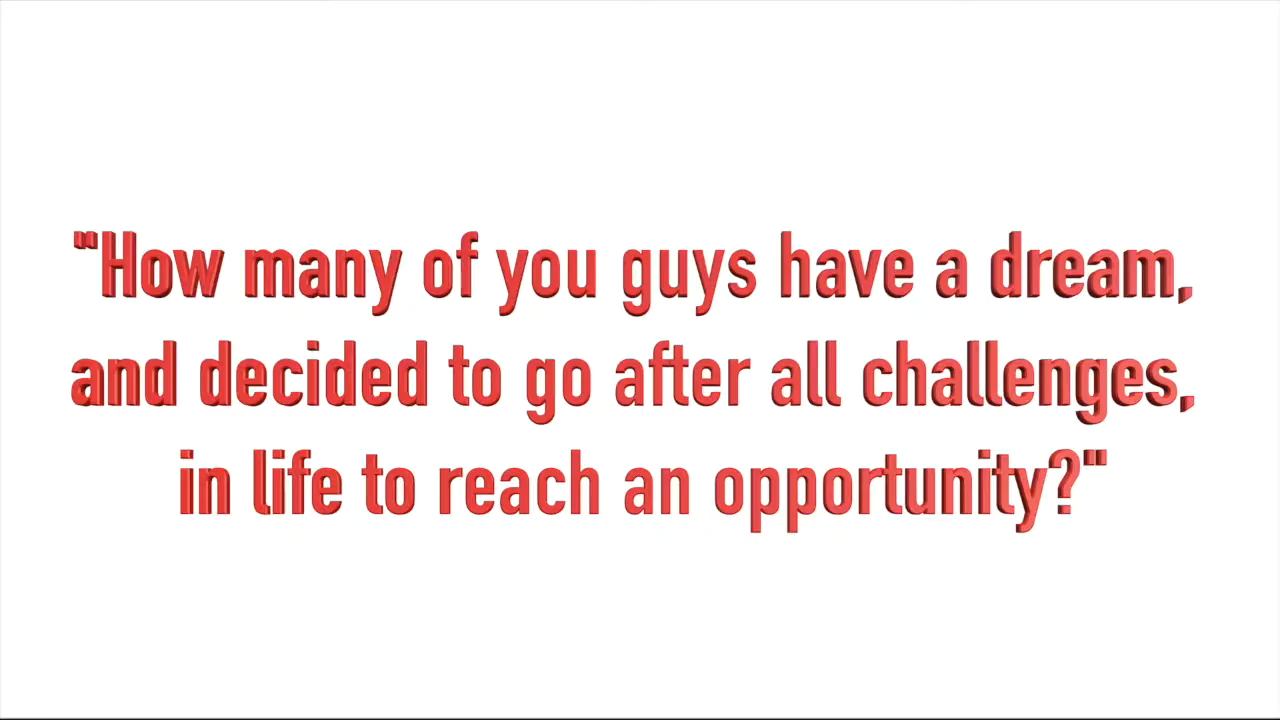 "How many of you guys have a dream,
and decided to go after all challenges,
in life to reach an opportunity?"